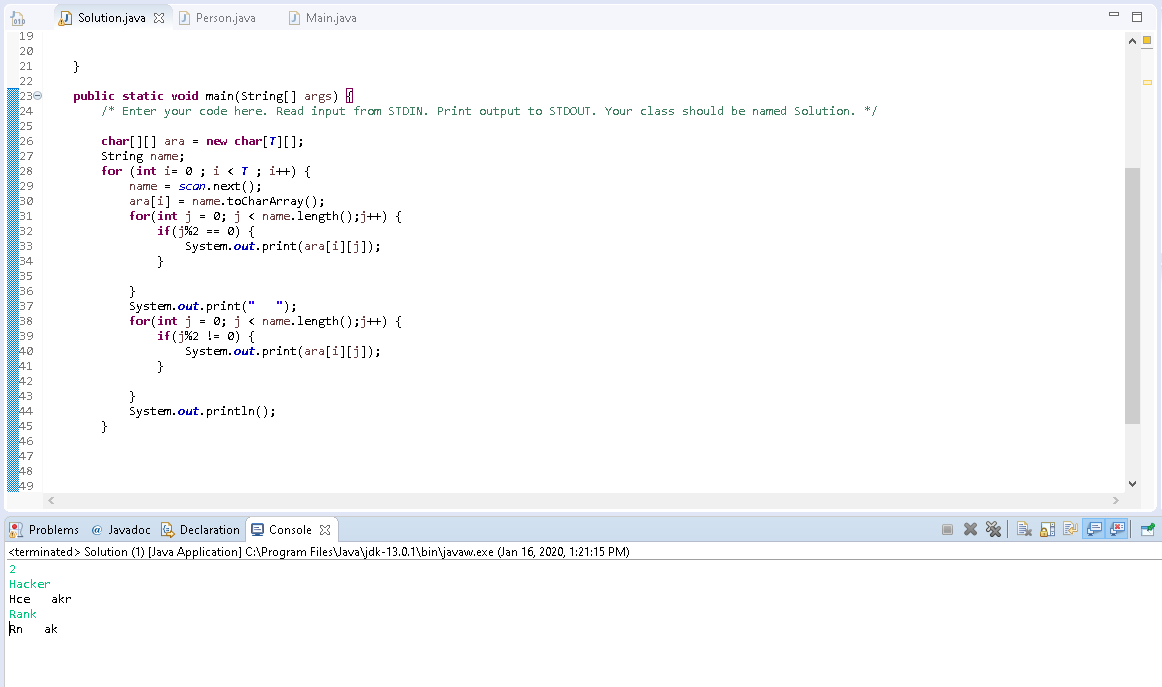 Solution.java Person.java Main.java
19
20
21 }
22
23 public static void main(String[] args) {
24 /* Enter your code here. Read input from STDIN. Print output to STDOUT. Your class should be named Solution. */
25
26 char[][] ara = new char[T][];
27 String name;
28 for (int i= 0 ; i < T ; i++) {
29 name = scan.next();
30 ara[i] = name.toCharArray();
31 for(int j = 0; j < name.length();j++) {
32 if(j%2 == 0) {
33 System.out.print(ara[i][j]);
34 }
35
36 }
37 System.out.print("   ");
38 for(int j = 0; j < name.length();j++) {
39 if(j%2 != 0) {
40 System.out.print(ara[i][j]);
41 }
42
43 }
44 System.out.println();
45 }
46
47
48
49
Problems @ Javadoc Declaration Console
<terminated> Solution (1) [Java Application] C:\Program Files\Java\jdk-13.0.1\bin\javaw.exe (Jan 16, 2020, 1:21:15 PM)
2
Hacker
Hce   akr
Rank
Rn   ak